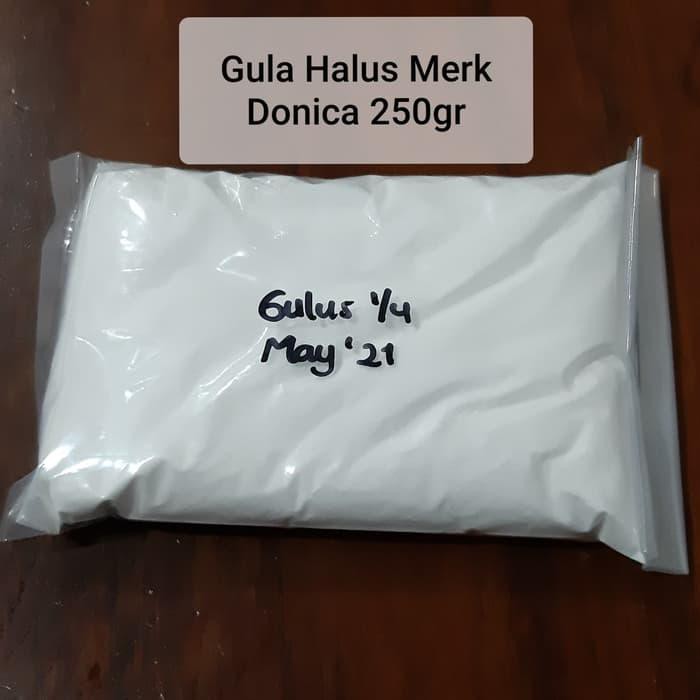 Gula Halus Merk
Donica 250gr
Gulus 1/4
May '21